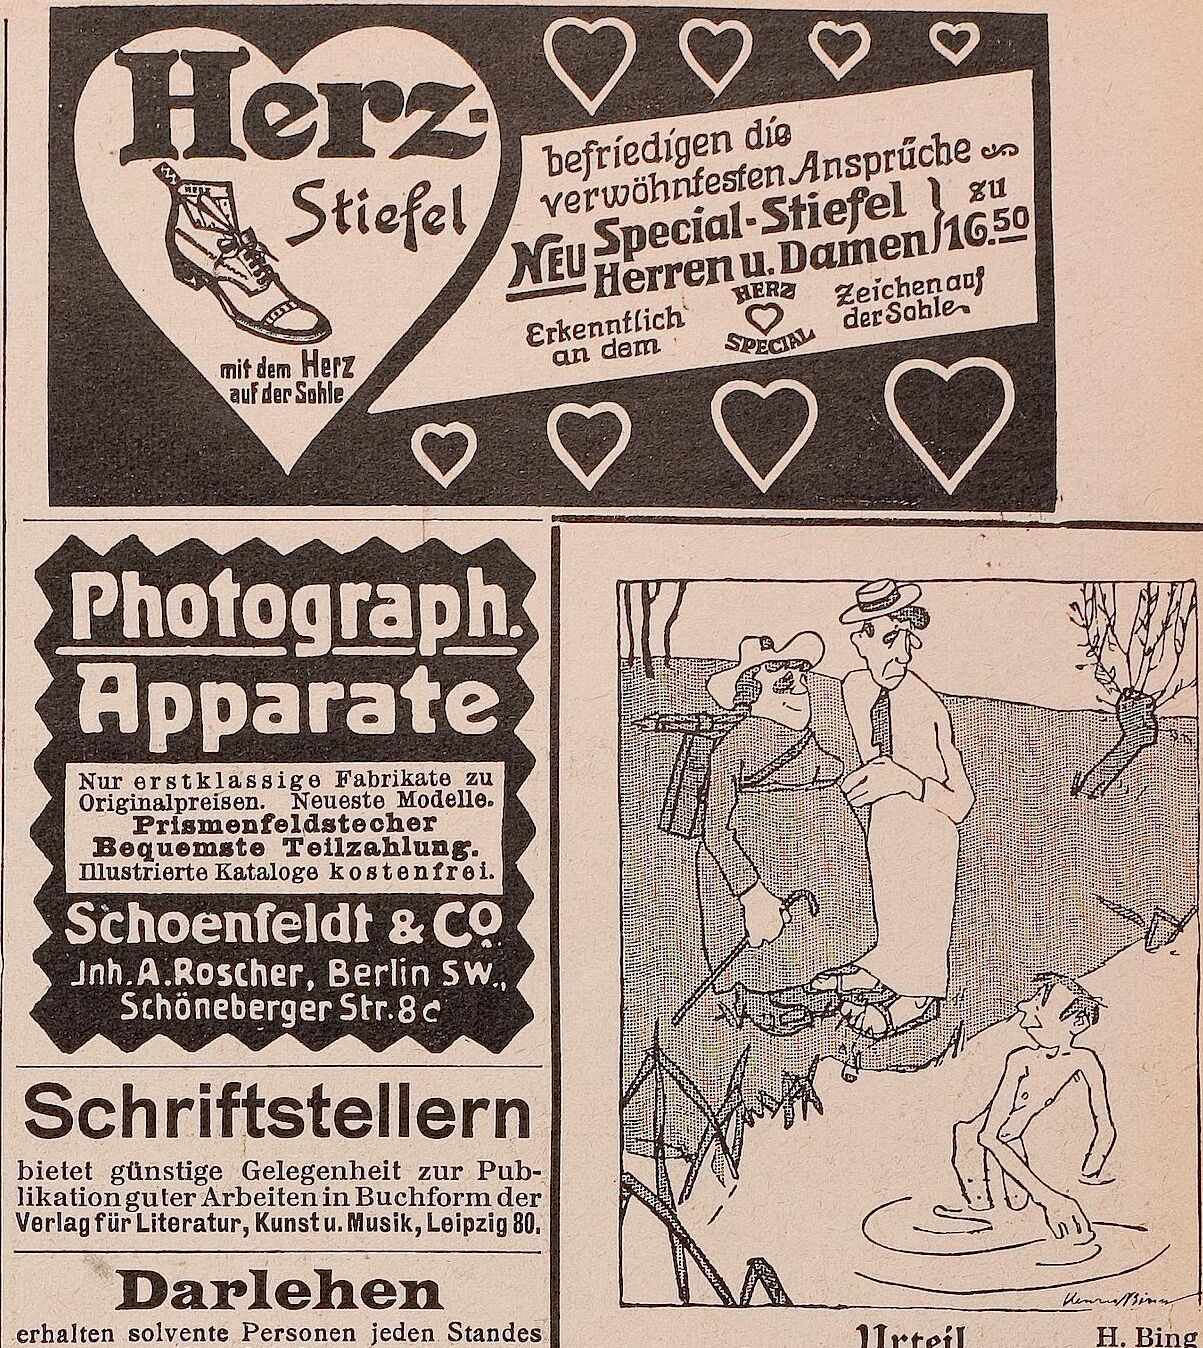 Herz-
Stiefel
HERZ
mit dem Herz
auf der Sohle
befriedigen die
verwöhntesten Ansprüche
NEU Special-Stiefel } zu
Herren u. Damen } 16.50
Erkenntlich
an dem
HERZ
SPECIAL
Zeichen auf
der Sohle
Photograph.
Apparate
Nur erstklassige Fabrikate zu
Originalpreisen. Neueste Modelle.
Prismenfeldstecher
Bequemste Teilzahlung.
Illustrierte Kataloge kostenfrei.
Schoenfeldt & Co.
Jnh. A. Roscher, Berlin SW.,
Schöneberger Str. 8c
Schriftstellern
bietet günstige Gelegenheit zur Pub-
likation guter Arbeiten in Buchform der
Verlag für Literatur, Kunst u. Musik, Leipzig 80.
Darlehen
erhalten solvente Personen jeden Standes
Urteil
H. Bing